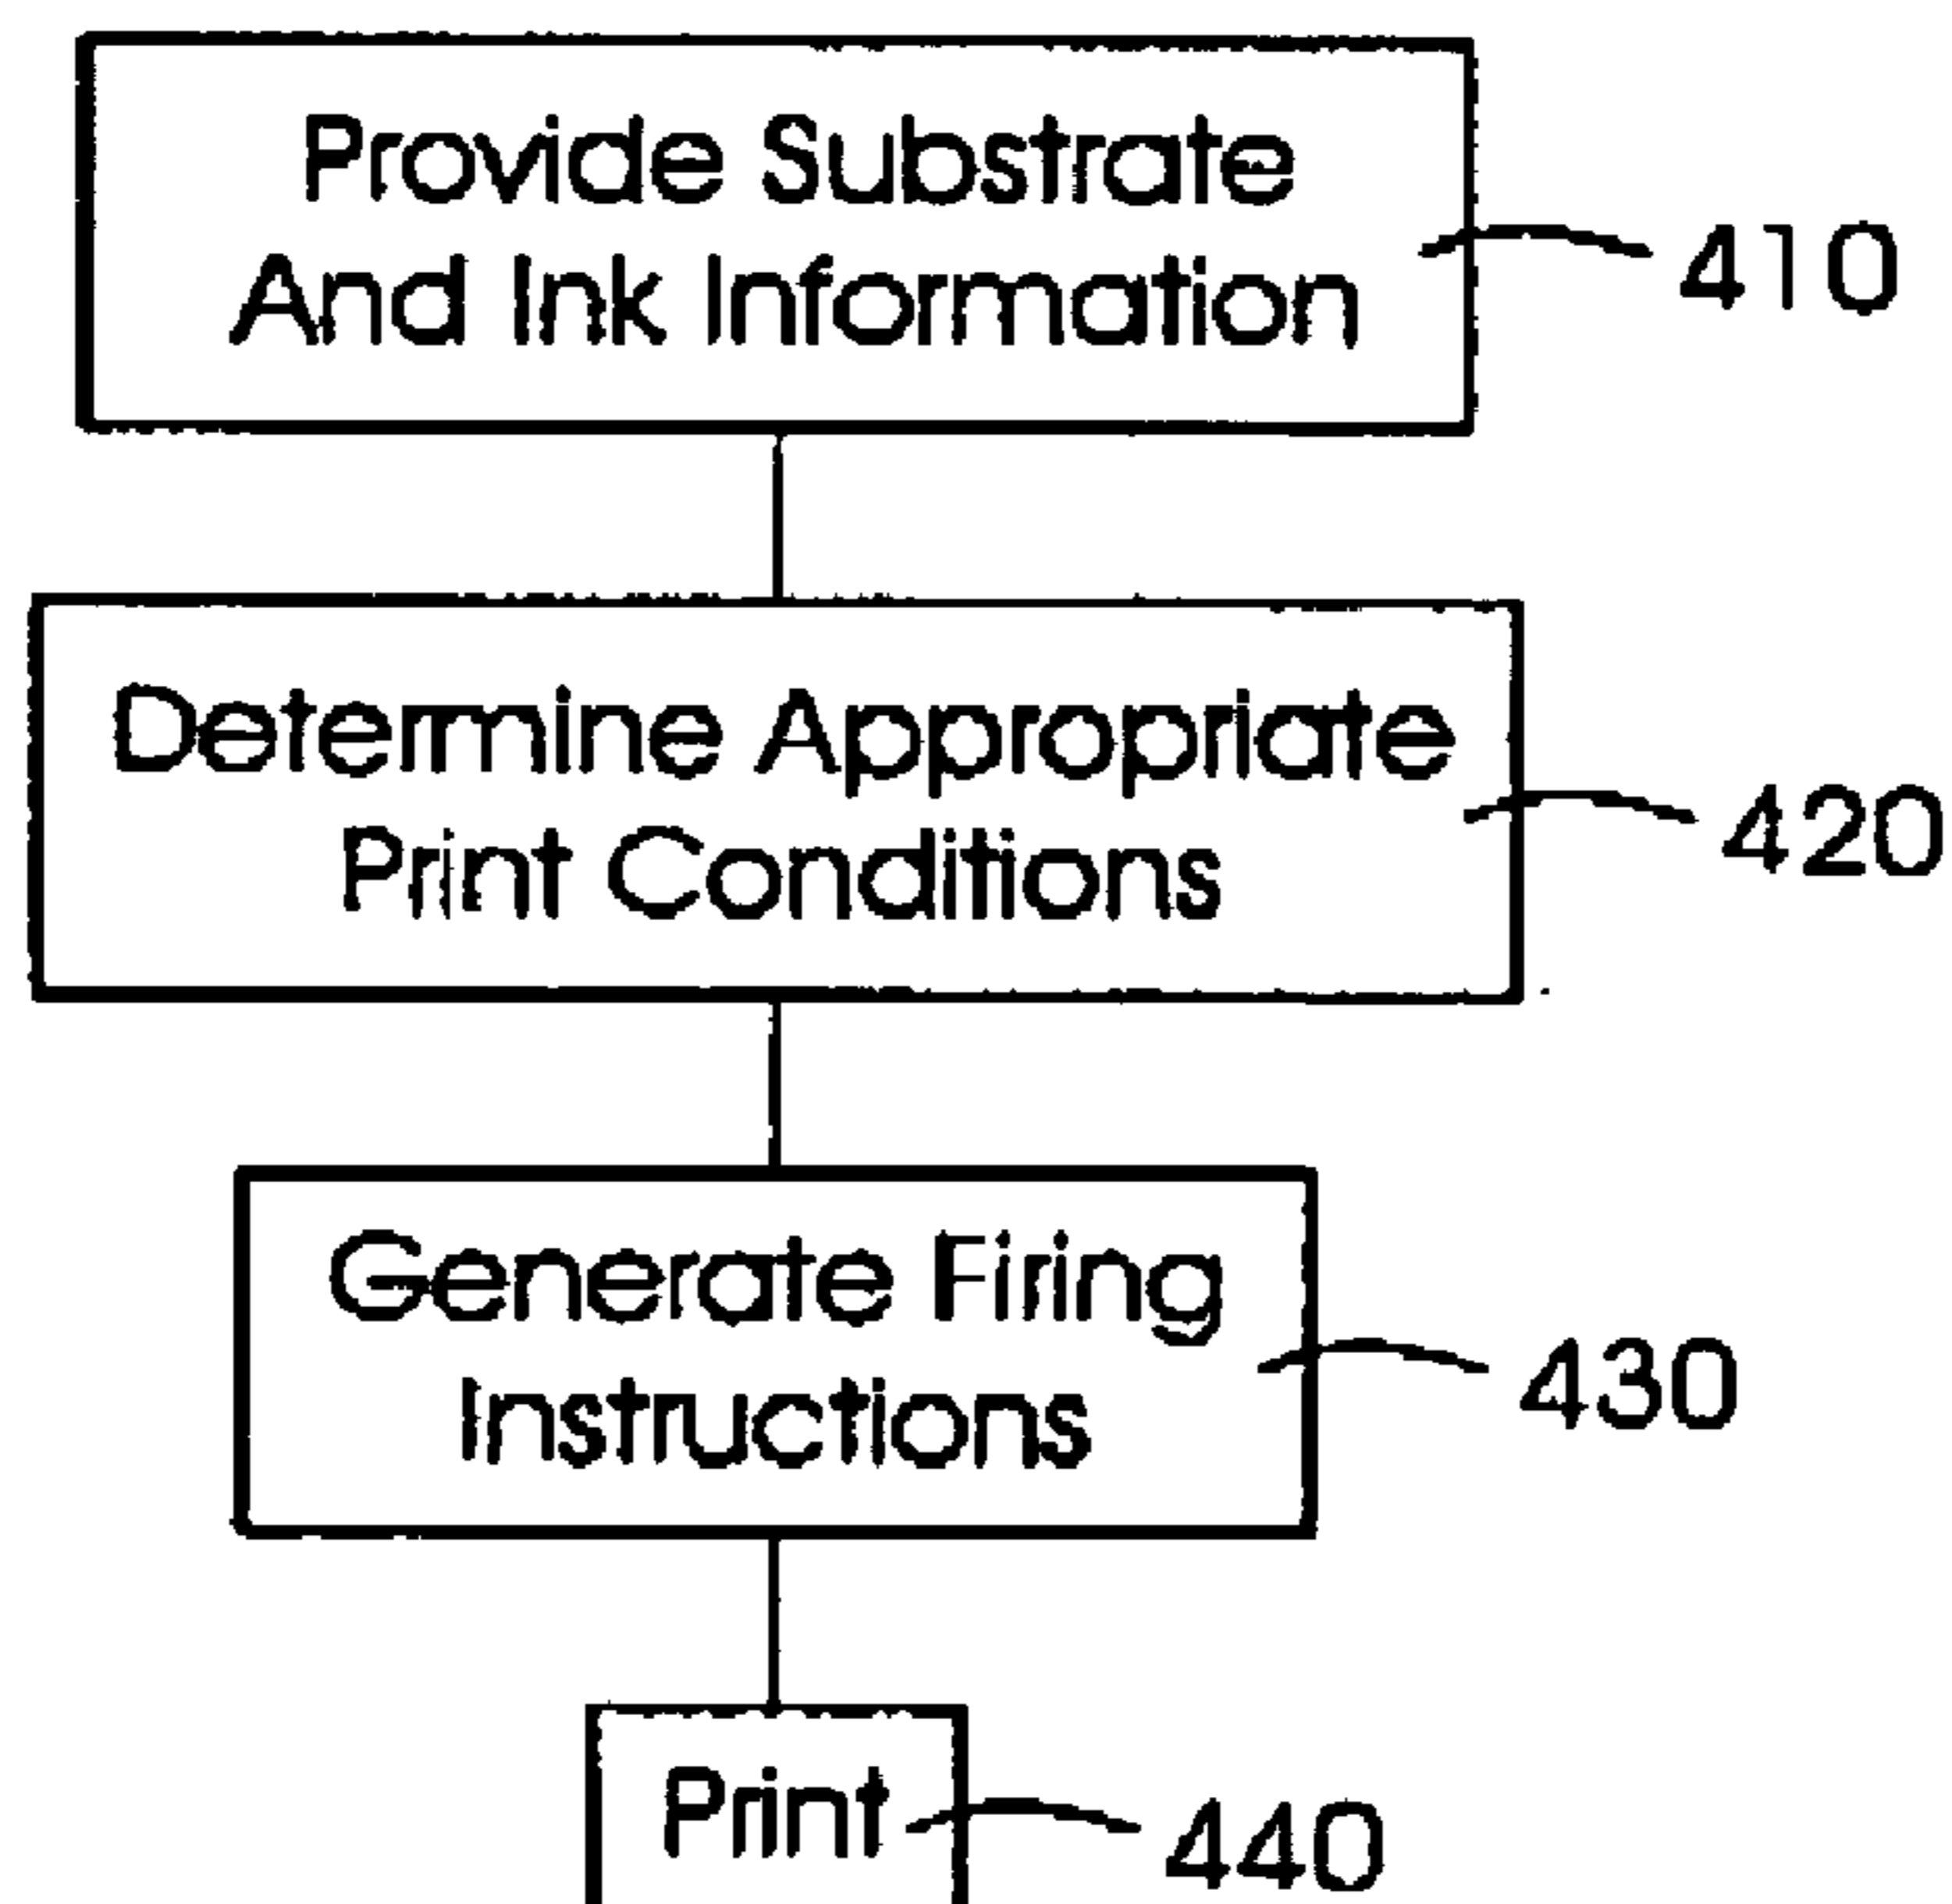 Provide Substrate
And Ink Information
410
Determine Appropriate
Print Conditions
420
Generate Firing
Instructions
430
Print
440